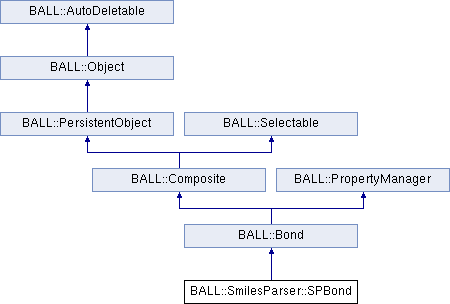 BALL::AutoDeletable
BALL::Object
BALL::PersistentObject
BALL::Selectable
BALL::Composite
BALL::PropertyManager
BALL::Bond
BALL::SmilesParser::SPBond